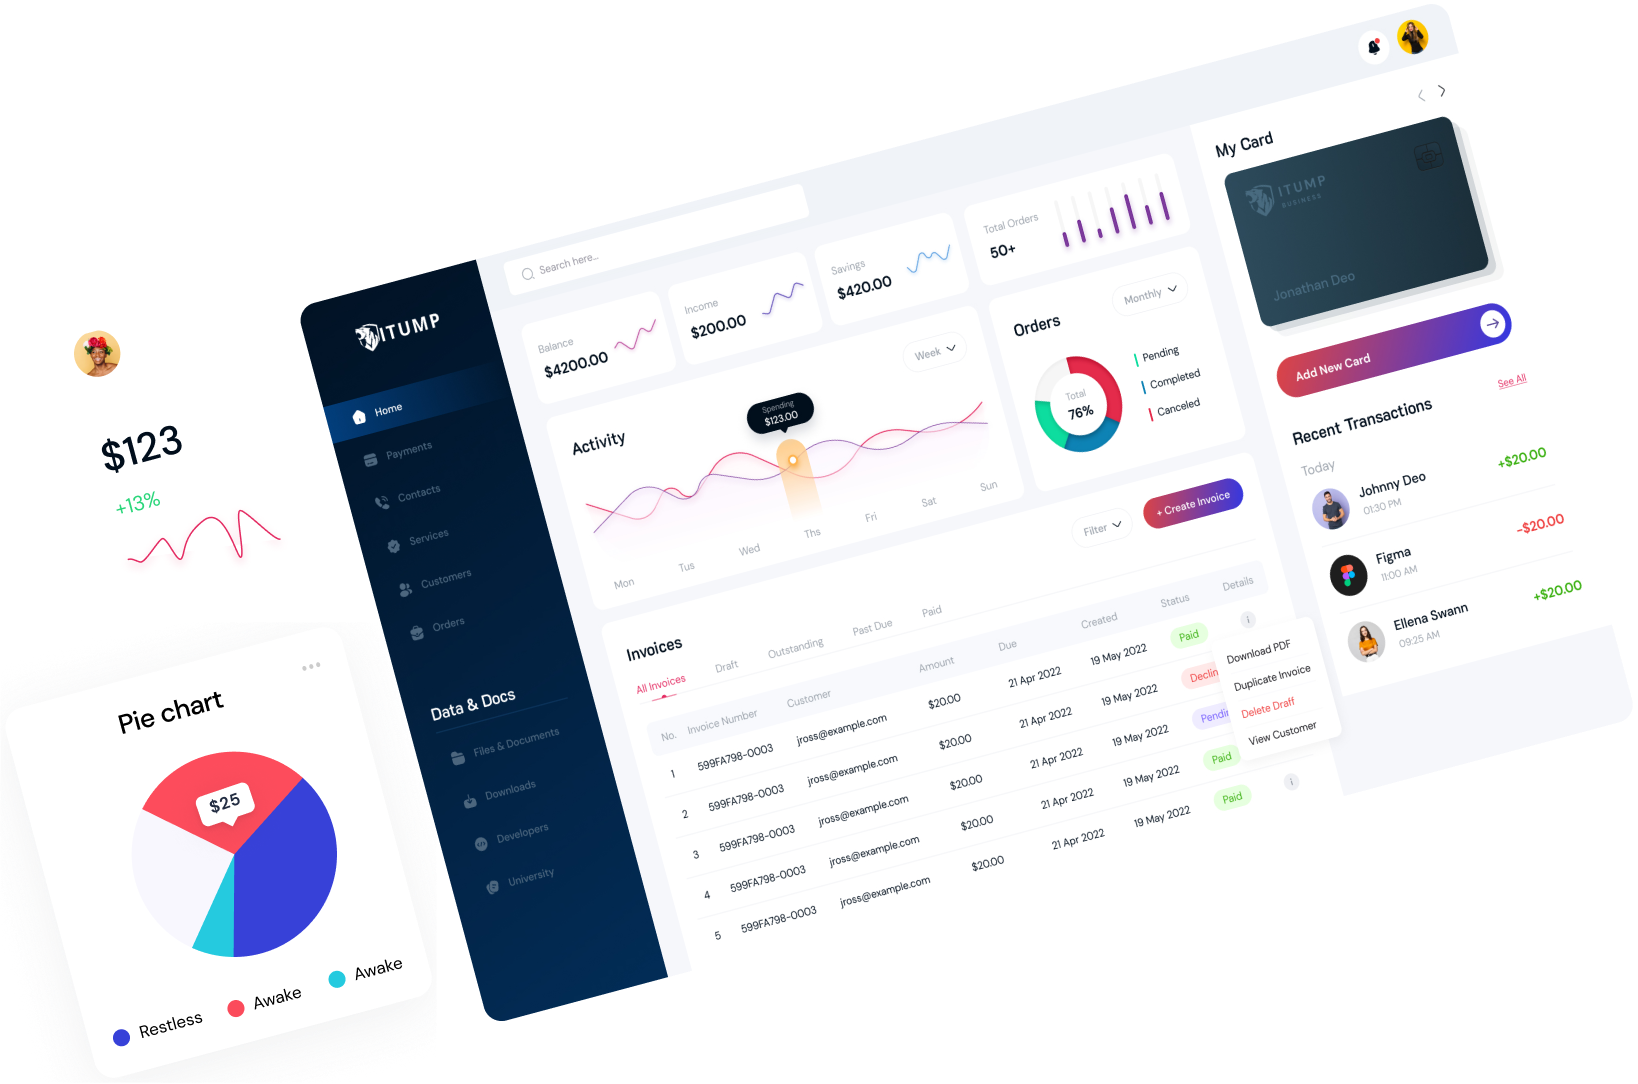 $123
+13%
Pie chart
$25
Restless
Awake
Awake
ITUMP
Home
Payments
Contacts
Services
Customers
Orders
Data & Docs
Files & Documents
Downloads
Developers
University
Search here...
Balance
$4200.00
Income
$200.00
Savings
$420.00
Total Orders
50+
Activity
Week
Spending
$123.00
Mon
Tus
Wed
Ths
Fri
Sat
Sun
Orders
Monthly
Total
76%
Pending
Completed
Canceled
Invoices
Filter
+ Create Invoice
All Invoices
Draft
Outstanding
Past Due
Paid
No. Invoice Number Customer Amount Due Created Status Details
1 599FA798-0003 jross@example.com $20.00 21 Apr 2022 19 May 2022 Paid i
2 599FA798-0003 jross@example.com $20.00 21 Apr 2022 19 May 2022 Declin
3 599FA798-0003 jross@example.com $20.00 21 Apr 2022 19 May 2022 Pendi
4 599FA798-0003 jross@example.com $20.00 21 Apr 2022 19 May 2022 Paid
5 599FA798-0003 jross@example.com $20.00 21 Apr 2022 19 May 2022 Paid i
Download PDF
Duplicate Invoice
Delete Draff
View Customer
My Card
ITUMP
BUSINESS
Jonathan Deo
Add New Card
Recent Transactions
See All
Today
Johnny Deo
01:30 PM
+$20.00
Figma
11:00 AM
-$20.00
Ellena Swann
09:25 AM
+$20.00